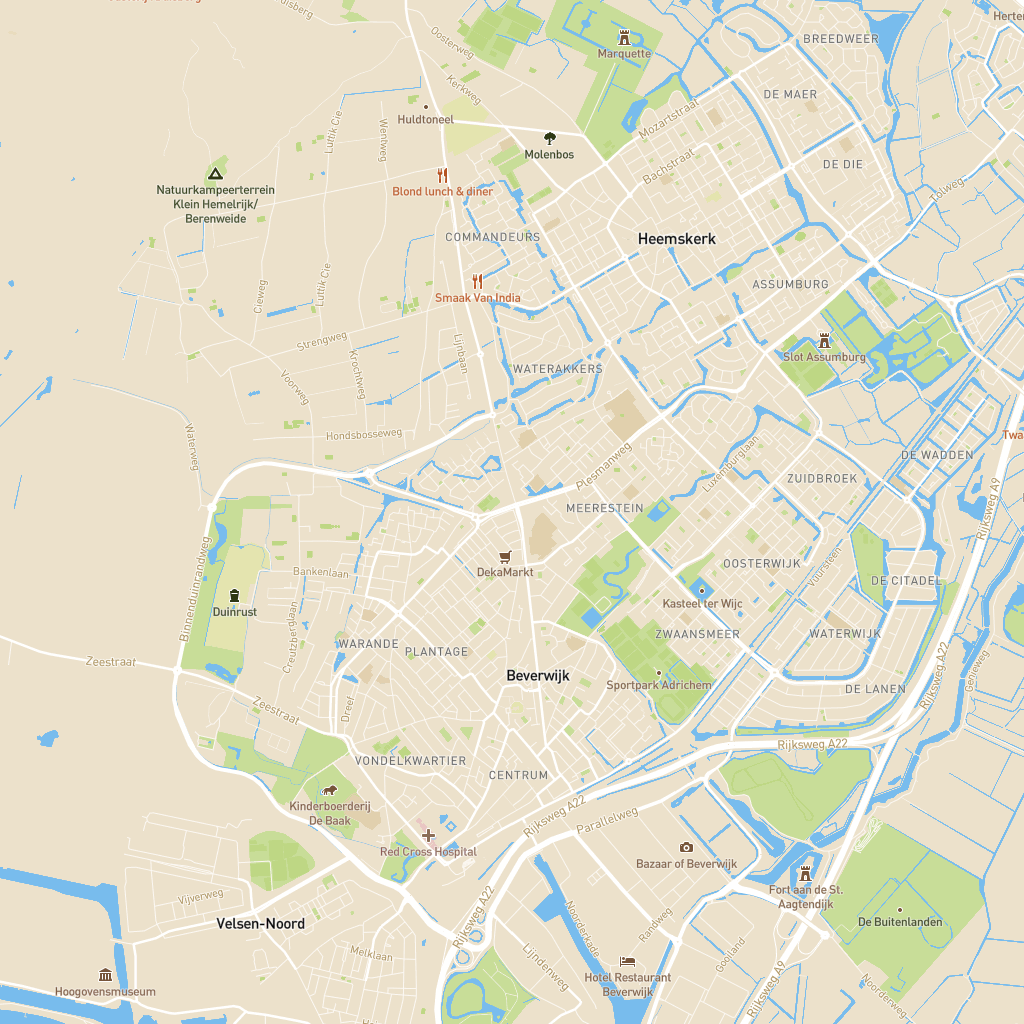 Oosterweg
BREEDWEER
Marquette
Kerkweg
DE MAER
Huldtoneel
Mozartstraat
Wentweg
Luttik Cie
Molenbos
DE DIE
Bachstraat
Natuurkampeerterrein
Klein Hemelrijk/
Berenweide
Blond lunch & diner
Tolweg
COMMANDEURS
Heemskerk
Luttik Cie
Cieweg
ASSUMBURG
Smaak Van India
Strengweg
Lijnbaan
Slot Assumburg
Krochtweg
WATERAKKERS
Voorweg
Hondsbosseweg
Waterweg
Twa
DE WADDEN
Luxemburglaan
Plesmanweg
ZUIDBROEK
Rijksweg A9
MEERESTEIN
Binnenduinrandweg
DekaMarkt
Bankenlaan
OOSTERWIJK
Vuursteen
DE CITADEL
Duinrust
Kasteel ter Wijc
Creutzberglaan
WARANDE
PLANTAGE
ZWAANSMEER
WATERWIJK
Zeestraat
Beverwijk
Sportpark Adrichem
DE LANEN
Rijksweg A22
Genieweg
Zeestraat
Dreef
Rijksweg A22
VONDELKWARTIER
CENTRUM
Kinderboerderij
De Baak
Rijksweg A22
Parallelweg
Red Cross Hospital
Bazaar of Beverwijk
Fort aan de St.
Aagtendijk
Vijverweg
Velsen-Noord
Rijksweg A22
Noorderkade
Randweg
De Buitenlanden
Melklaan
Lijndenweg
Gooiland
Hoogovensmuseum
Hotel Restaurant
Beverwijk
Rijksweg A9
Noorderweg